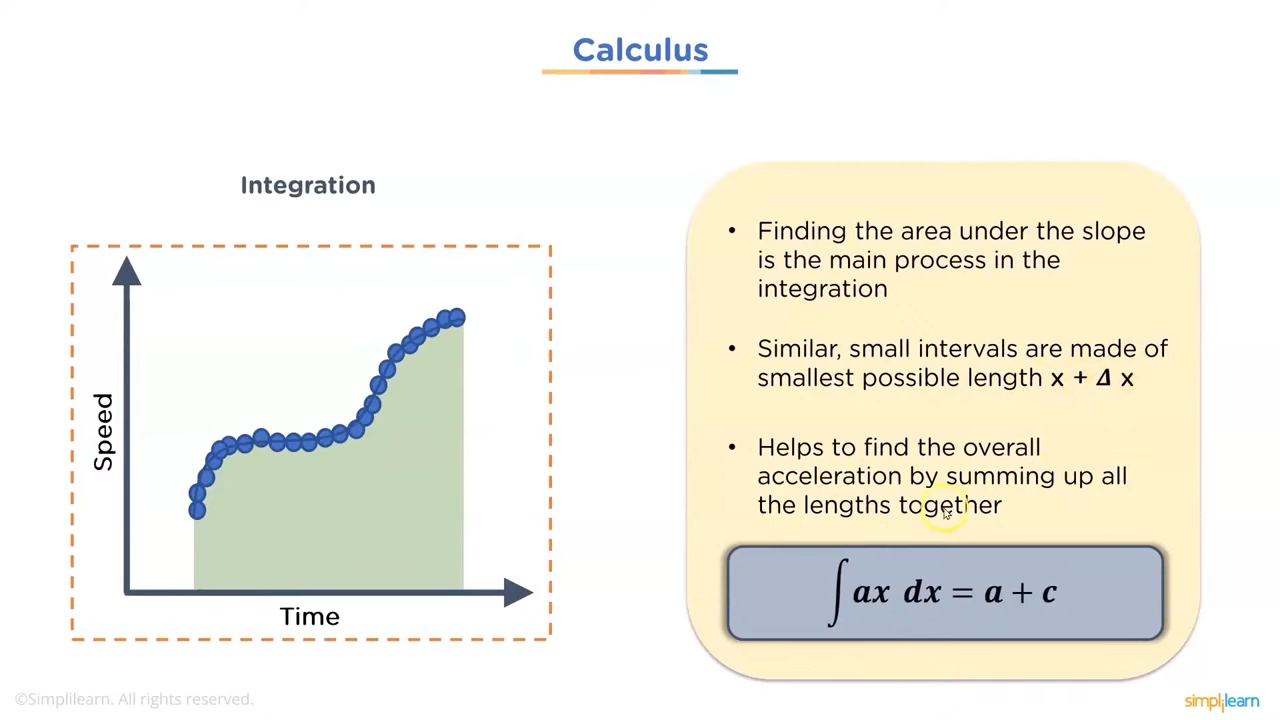 Calculus
Integration
Speed
Time
• Finding the area under the slope
is the main process in the
integration
• Similar, small intervals are made of
smallest possible length x + Δ x
• Helps to find the overall
acceleration by summing up all
the lengths together
∫ ax dx = a + c
©Simplilearn. All rights reserved.
simplilearn